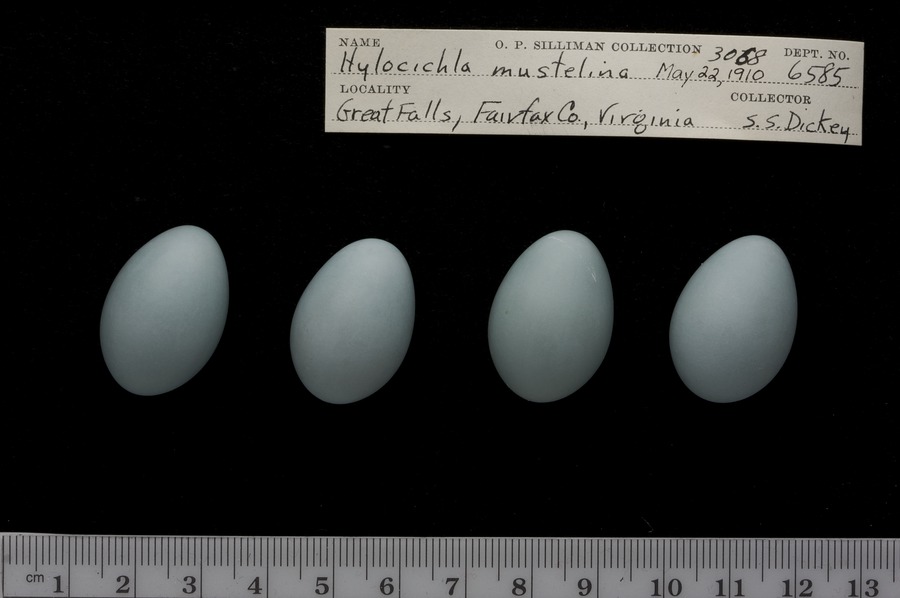 NAME O. P. SILLIMAN COLLECTION 3068 DEPT. NO.
Hylocichla mustelina May 22, 1910 6585
LOCALITY COLLECTOR
Great Falls, Fairfax Co., Virginia S.S. Dickey
cm 1 2 3 4 5 6 7 8 9 10 11 12 13